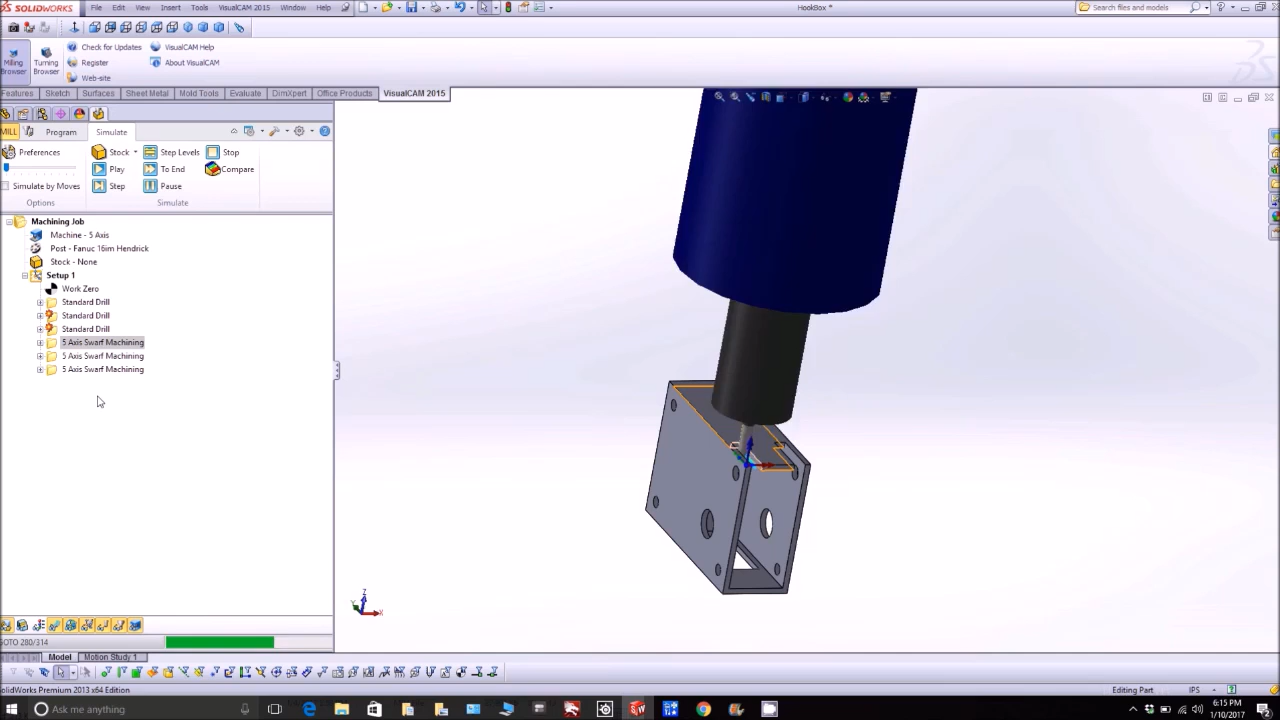 SOLIDWORKS File Edit View Insert Tools VisualCAM 2015 Window Help HookBox * Search files and models
Milling Browser
Turning Browser
Check for Updates VisualCAM Help
Register About VisualCAM
Web-site
Features Sketch Surfaces Sheet Metal Mold Tools Evaluate DimXpert Office Products VisualCAM 2015
MILL Program Simulate
Preferences Stock Step Levels Stop
Play To End Compare
Simulate by Moves Step Pause
Options Simulate
Machining Job
Machine - 5 Axis
Post - Fanuc 16im Hendrick
Stock - None
Setup 1
Work Zero
Standard Drill
Standard Drill
Standard Drill
5 Axis Swarf Machining
5 Axis Swarf Machining
5 Axis Swarf Machining
Z
X
GOTO 280/314
Model Motion Study 1
SolidWorks Premium 2013 x64 Edition Editing Part IPS
Ask me anything 6:15 PM
1/10/2017